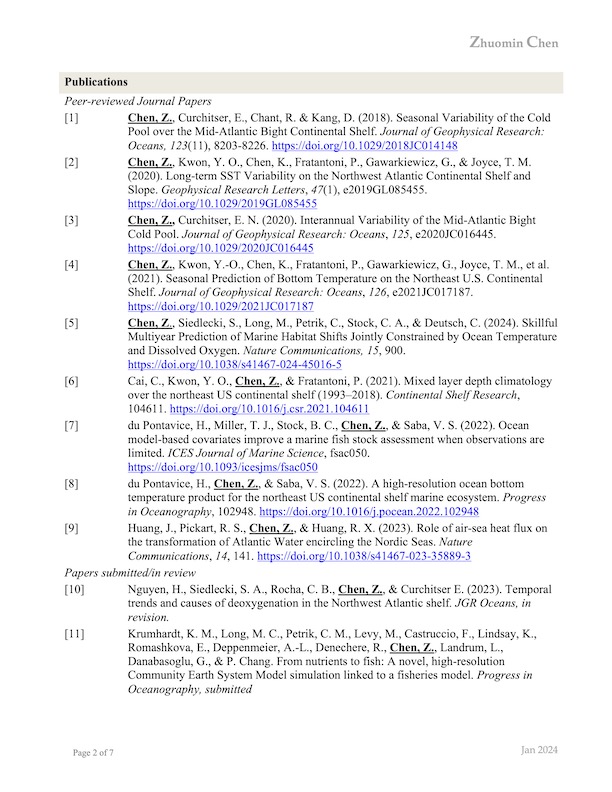 Zhuomin Chen
Publications
Peer-reviewed Journal Papers
[1] Chen, Z., Curchitser, E., Chant, R. & Kang, D. (2018). Seasonal Variability of the Cold
Pool over the Mid-Atlantic Bight Continental Shelf. Journal of Geophysical Research:
Oceans, 123(11), 8203-8226. https://doi.org/10.1029/2018JC014148
[2] Chen, Z., Kwon, Y. O., Chen, K., Fratantoni, P., Gawarkiewicz, G., & Joyce, T. M.
(2020). Long-term SST Variability on the Northwest Atlantic Continental Shelf and
Slope. Geophysical Research Letters, 47(1), e2019GL085455.
https://doi.org/10.1029/2019GL085455
[3] Chen, Z., Curchitser, E. N. (2020). Interannual Variability of the Mid-Atlantic Bight
Cold Pool. Journal of Geophysical Research: Oceans, 125, e2020JC016445.
https://doi.org/10.1029/2020JC016445
[4] Chen, Z., Kwon, Y.-O., Chen, K., Fratantoni, P., Gawarkiewicz, G., Joyce, T. M., et al.
(2021). Seasonal Prediction of Bottom Temperature on the Northeast U.S. Continental
Shelf. Journal of Geophysical Research: Oceans, 126, e2021JC017187.
https://doi.org/10.1029/2021JC017187
[5] Chen, Z., Siedlecki, S., Long, M., Petrik, C., Stock, C. A., & Deutsch, C. (2024). Skillful
Multiyear Prediction of Marine Habitat Shifts Jointly Constrained by Ocean Temperature
and Dissolved Oxygen. Nature Communications, 15, 900.
https://doi.org/10.1038/s41467-024-45016-5
[6] Cai, C., Kwon, Y. O., Chen, Z., & Fratantoni, P. (2021). Mixed layer depth climatology
over the northeast US continental shelf (1993–2018). Continental Shelf Research,
104611. https://doi.org/10.1016/j.csr.2021.104611
[7] du Pontavice, H., Miller, T. J., Stock, B. C., Chen, Z., & Saba, V. S. (2022). Ocean
model-based covariates improve a marine fish stock assessment when observations are
limited. ICES Journal of Marine Science, fsac050.
https://doi.org/10.1093/icesjms/fsac050
[8] du Pontavice, H., Chen, Z., & Saba, V. S. (2022). A high-resolution ocean bottom
temperature product for the northeast US continental shelf marine ecosystem. Progress
in Oceanography, 102948. https://doi.org/10.1016/j.pocean.2022.102948
[9] Huang, J., Pickart, R. S., Chen, Z., & Huang, R. X. (2023). Role of air-sea heat flux on
the transformation of Atlantic Water encircling the Nordic Seas. Nature
Communications, 14, 141. https://doi.org/10.1038/s41467-023-35889-3
Papers submitted/in review
[10] Nguyen, H., Siedlecki, S. A., Rocha, C. B., Chen, Z., & Curchitser E. (2023). Temporal
trends and causes of deoxygenation in the Northwest Atlantic shelf. JGR Oceans, in
revision.
[11] Krumhardt, K. M., Long, M. C., Petrik, C. M., Levy, M., Castruccio, F., Lindsay, K.,
Romashkova, E., Deppenmeier, A.-L., Denechere, R., Chen, Z., Landrum, L.,
Danabasoglu, G., & P. Chang. From nutrients to fish: A novel, high-resolution
Community Earth System Model simulation linked to a fisheries model. Progress in
Oceanography, submitted
Page 2 of 7
Jan 2024